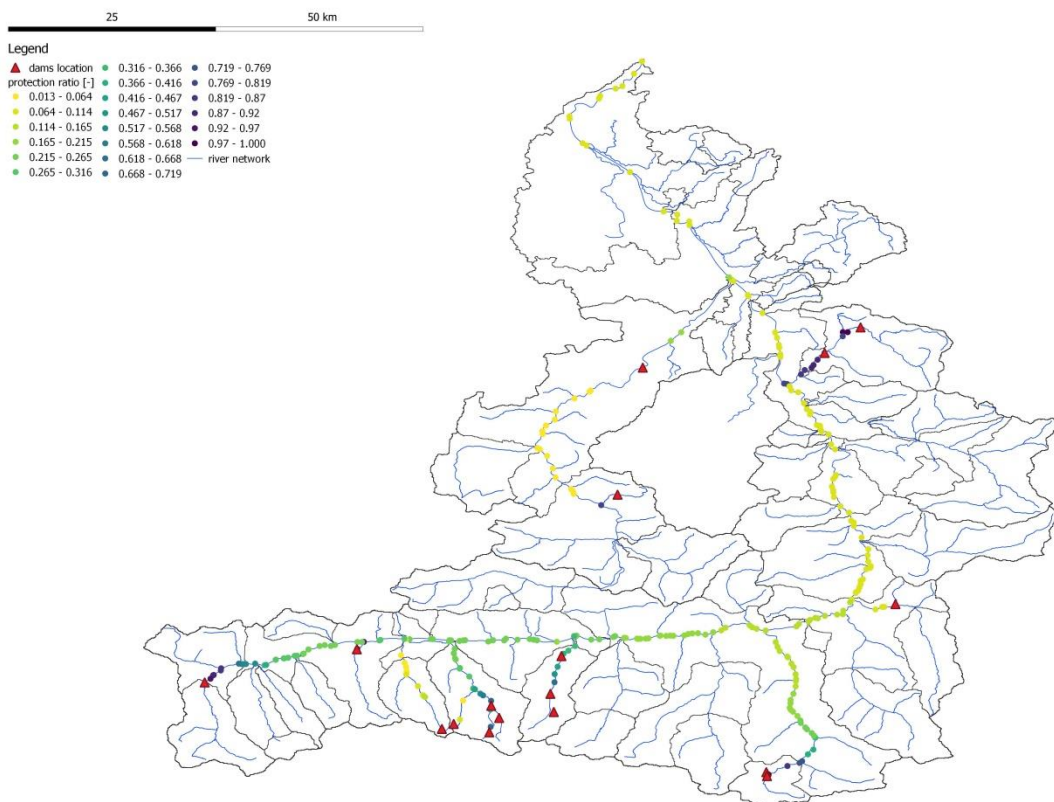 25 50 km
Legend
dams location
protection ratio [-]
0.013 - 0.064
0.064 - 0.114
0.114 - 0.165
0.165 - 0.215
0.215 - 0.265
0.265 - 0.316
0.316 - 0.366
0.366 - 0.416
0.416 - 0.467
0.467 - 0.517
0.517 - 0.568
0.568 - 0.618
0.618 - 0.668
0.668 - 0.719
0.719 - 0.769
0.769 - 0.819
0.819 - 0.87
0.87 - 0.92
0.92 - 0.97
0.97 - 1.000
river network